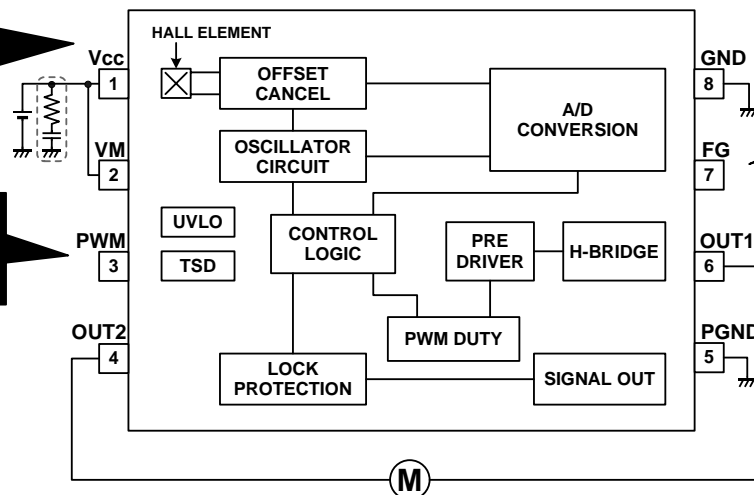 HALL ELEMENT
Vcc
1
VM
2
PWM
3
OUT2
4
OFFSET
CANCEL
OSCILLATOR
CIRCUIT
UVLO
TSD
CONTROL
LOGIC
A/D
CONVERSION
PRE
DRIVER
H-BRIDGE
PWM DUTY
LOCK
PROTECTION
SIGNAL OUT
GND
8
FG
7
OUT1
6
PGND
5
M